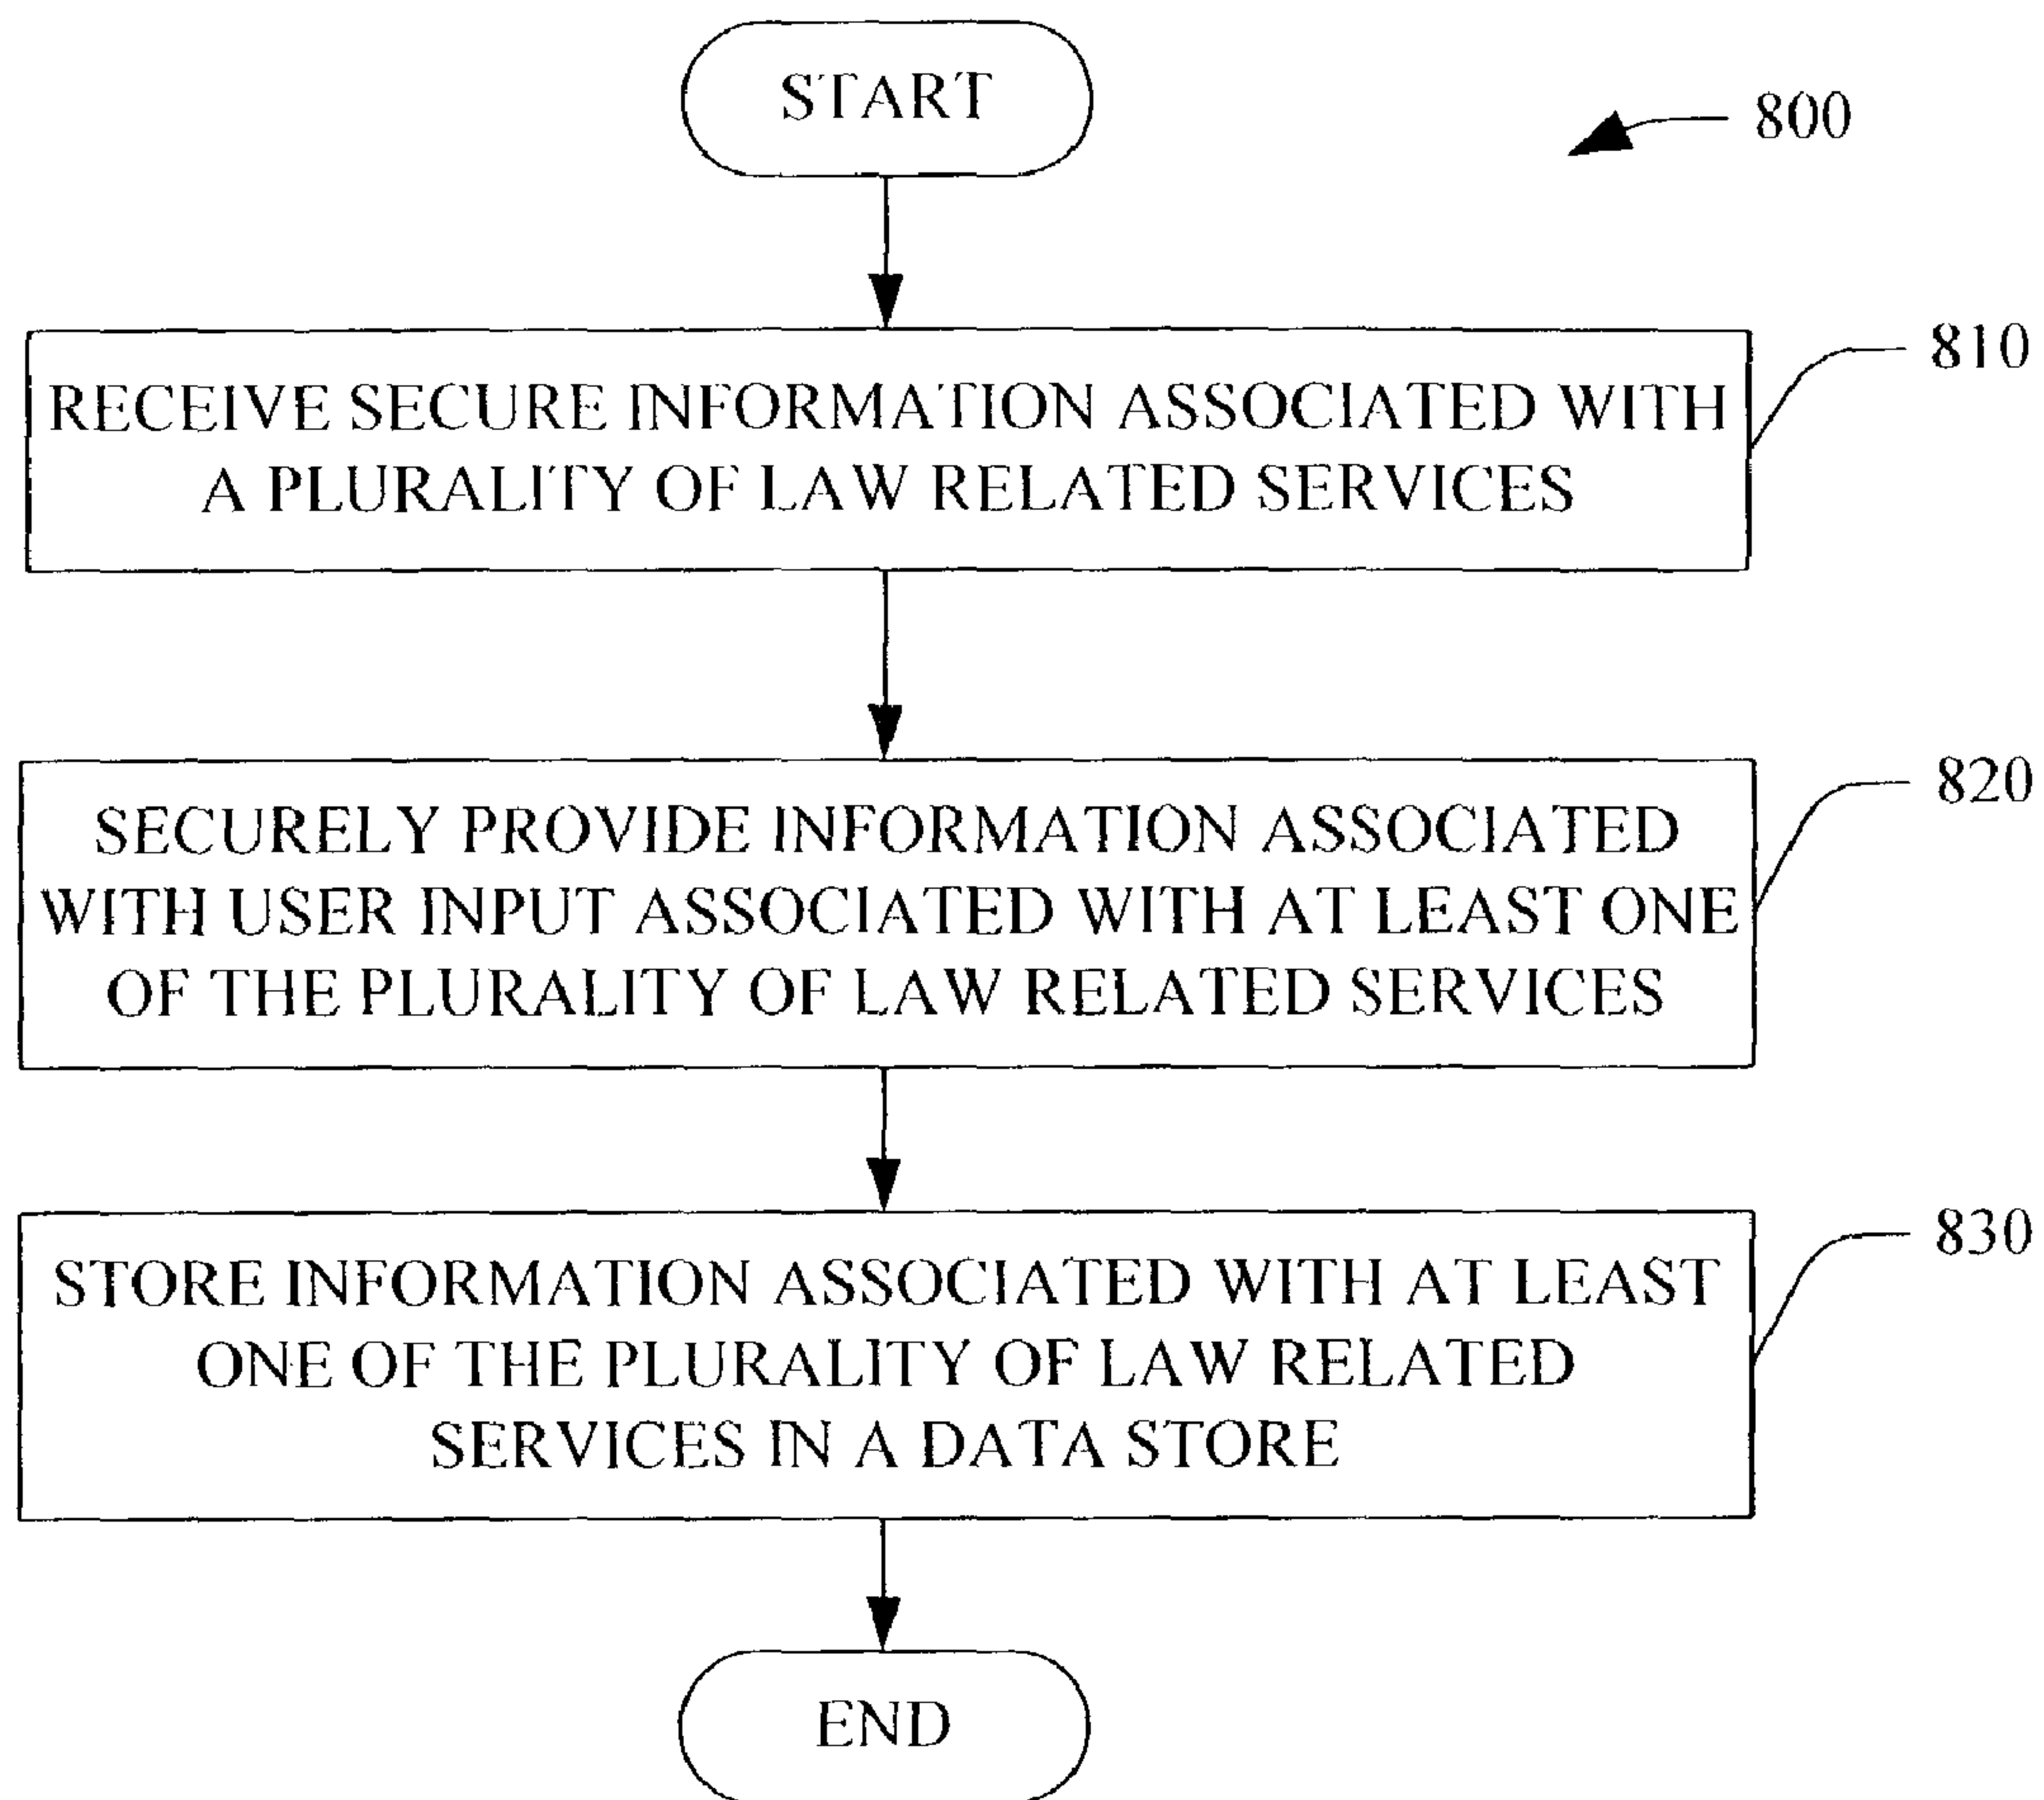 START
800
810
RECEIVE SECURE INFORMATION ASSOCIATED WITH
A PLURALITY OF LAW RELATED SERVICES
820
SECURELY PROVIDE INFORMATION ASSOCIATED
WITH USER INPUT ASSOCIATED WITH AT LEAST ONE
OF THE PLURALITY OF LAW RELATED SERVICES
830
STORE INFORMATION ASSOCIATED WITH AT LEAST
ONE OF THE PLURALITY OF LAW RELATED
SERVICES IN A DATA STORE
END